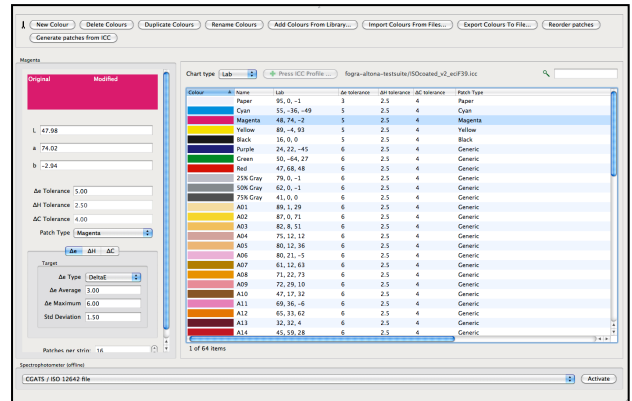 New Colour Delete Colours Duplicate Colours Rename Colours Add Colours From Library... Import Colours From Files... Export Colours To File... Reorder patches
Generate patches from ICC
Magenta
Original Modified
L 47.98
a 74.02
b -2.94
Δe Tolerance 5.00
ΔH Tolerance 2.50
ΔC Tolerance 4.00
Patch Type Magenta
Δe ΔH ΔC
Target
Δe Type DeltaE
Δe Average 3.00
Δe Maximum 6.00
Std Deviation 1.50
Patches per strip: 16
Chart type Lab Press ICC Profile ... fogra-altona-testsuite/ISOcoated_v2_eciF39.icc
Colour Name Lab Δe tolerance ΔH tolerance ΔC tolerance Patch Type
Paper 95, 0, -1 3 2.5 4 Paper
Cyan 55, -36, -49 5 2.5 4 Cyan
Magenta 48, 74, -2 5 2.5 4 Magenta
Yellow 89, -4, 93 5 2.5 4 Yellow
Black 16, 0, 0 5 2.5 4 Black
Purple 24, 22, -45 6 2.5 4 Generic
Green 50, -64, 27 6 2.5 4 Generic
Red 47, 68, 48 6 2.5 4 Generic
25% Gray 79, 0, -1 6 2.5 4 Generic
50% Gray 62, 0, -1 6 2.5 4 Generic
75% Gray 41, 0, 0 6 2.5 4 Generic
A01 89, 1, 29 6 2.5 4 Generic
A02 87, 0, 71 6 2.5 4 Generic
A03 82, 8, 51 6 2.5 4 Generic
A04 75, 12, 12 6 2.5 4 Generic
A05 80, 12, 36 6 2.5 4 Generic
A06 80, 21, -5 6 2.5 4 Generic
A07 61, 12, 63 6 2.5 4 Generic
A08 71, 22, 73 6 2.5 4 Generic
A09 72, 29, 10 6 2.5 4 Generic
A10 47, 17, 32 6 2.5 4 Generic
A11 69, 36, -6 6 2.5 4 Generic
A12 65, 33, 62 6 2.5 4 Generic
A13 32, 32, 4 6 2.5 4 Generic
A14 45, 59, 28 6 2.5 4 Generic
1 of 64 items
Spectrophotometer (offline)
CGATS / ISO 12642 file Activate